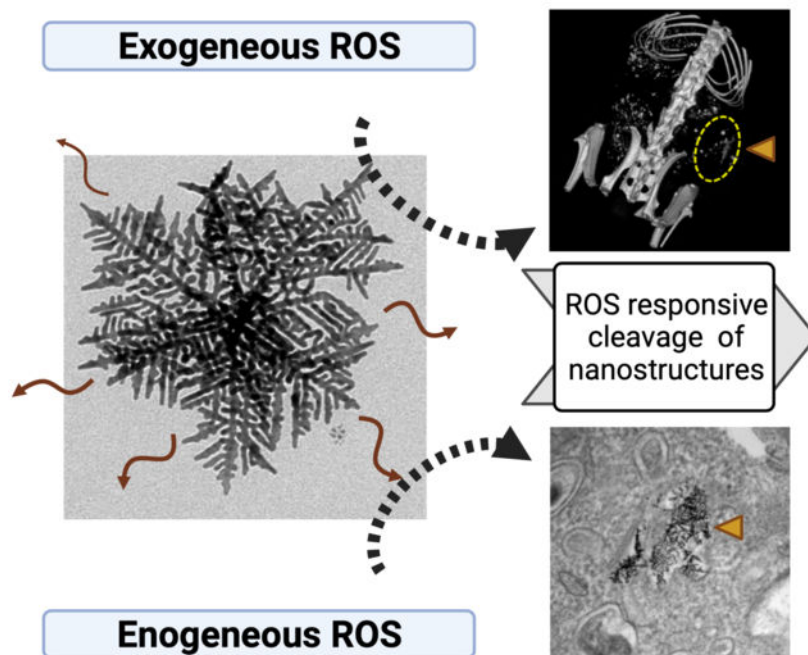 Exogeneous ROS
ROS responsive
cleavage of
nanostructures
Enogeneous ROS